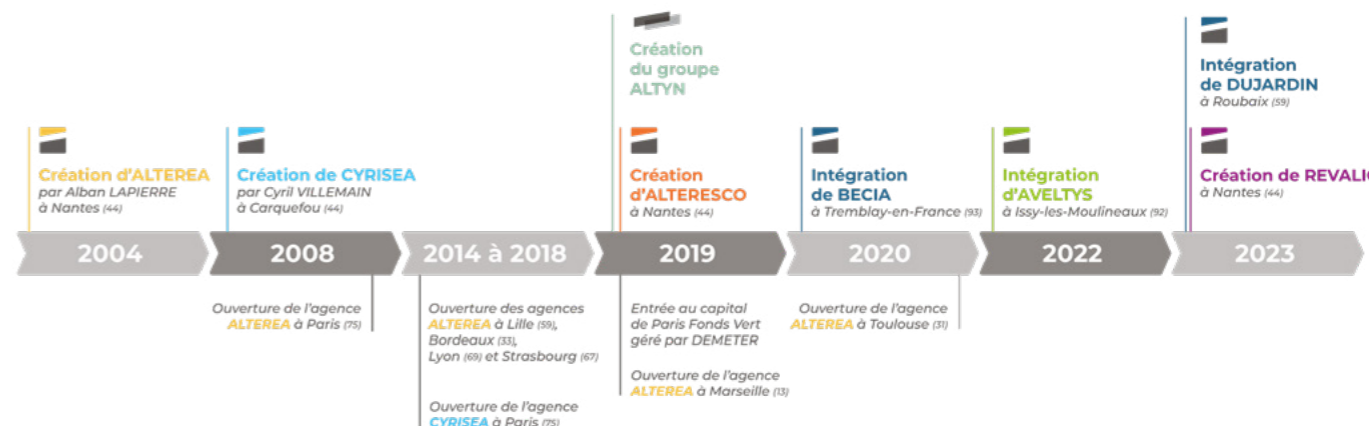 Création
du groupe
ALTYN
Intégration
de DUJARDIN
à Roubaix (59)
Création d'ALTEREA
par Alban LAPIERRE
à Nantes (44)
Création de CYRISEA
par Cyril VILLEMAIN
à Carquefou (44)
Création
d'ALTERESCO
à Nantes (44)
Intégration
de BECIA
à Tremblay-en-France (93)
Intégration
d'AVELTYS
à Issy-les-Moulineaux (92)
Création de REVALI
à Nantes (44)
2004
2008
2014 à 2018
2019
2020
2022
2023
Ouverture de l'agence
ALTEREA à Paris (75)
Ouverture des agences
ALTEREA à Lille (59),
Bordeaux (33),
Lyon (69) et Strasbourg (67)
Ouverture de l'agence
CYRISEA à Paris (75)
Entrée au capital
de Paris Fonds Vert
géré par DEMETER
Ouverture de l'agence
ALTEREA à Marseille (13)
Ouverture de l'agence
ALTEREA à Toulouse (31)